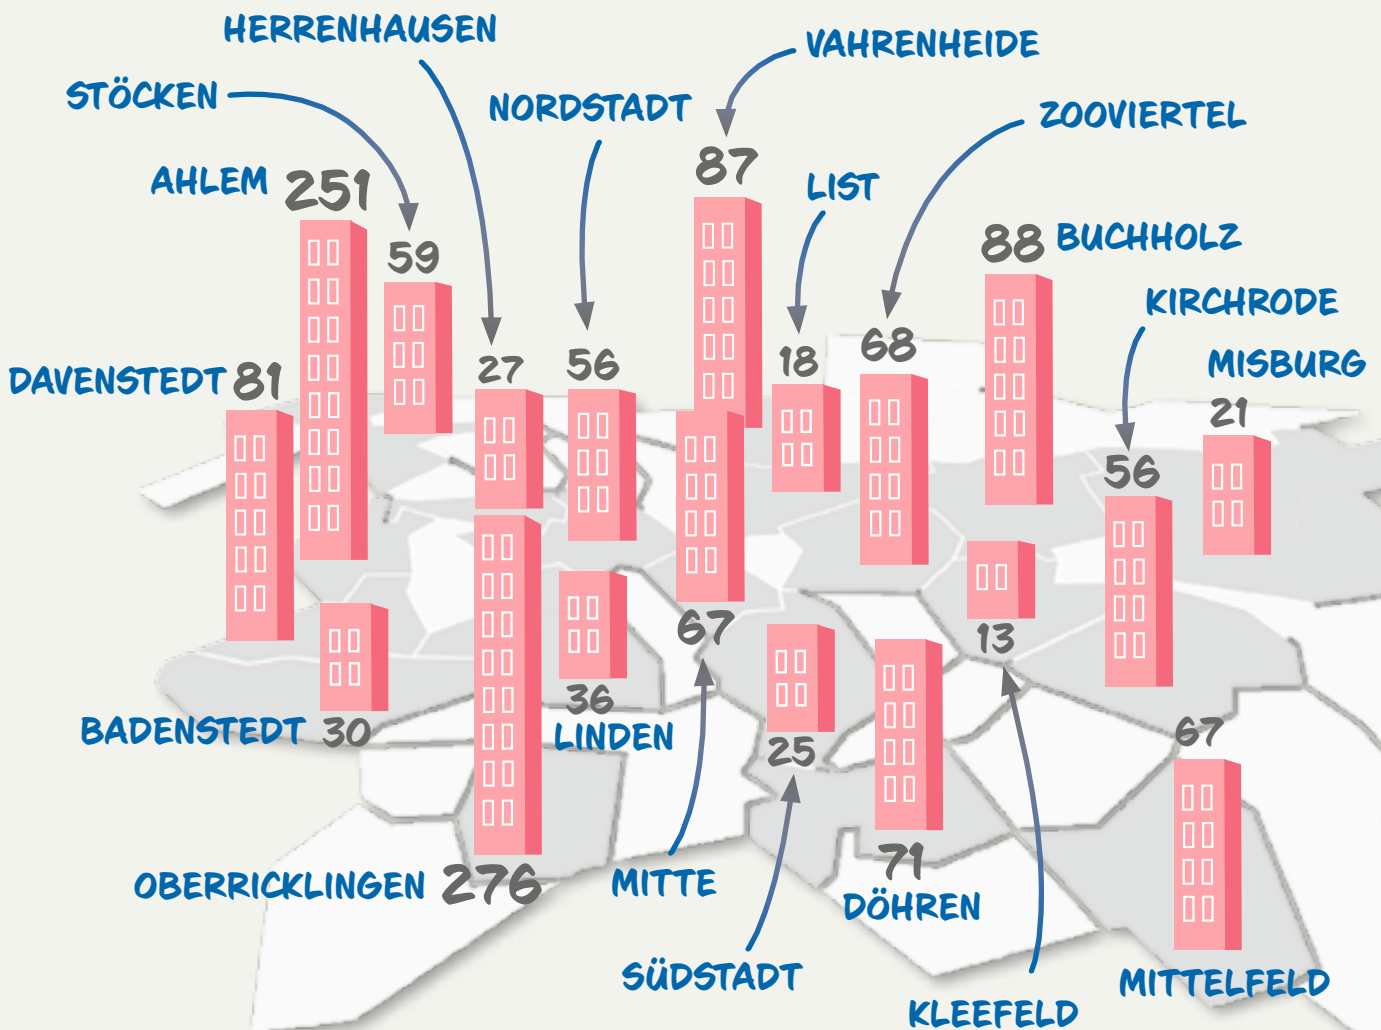 HERRENHAUSEN
VAHRENHEIDE
STÖCKEN
NORDSTADT
ZOOVIERTEL
AHLEM 251
87
LIST
59
88 BUCHHOLZ
KIRCHRODE
DAVENSTEDT 81
27
56
18
68
MISBURG
21
56
67
13
36
LINDEN
BADENSTEDT 30
25
67
OBERRICKLINGEN 276
MITTE
71
DÖHREN
SÜDSTADT
KLEEFELD
MITTELFELD